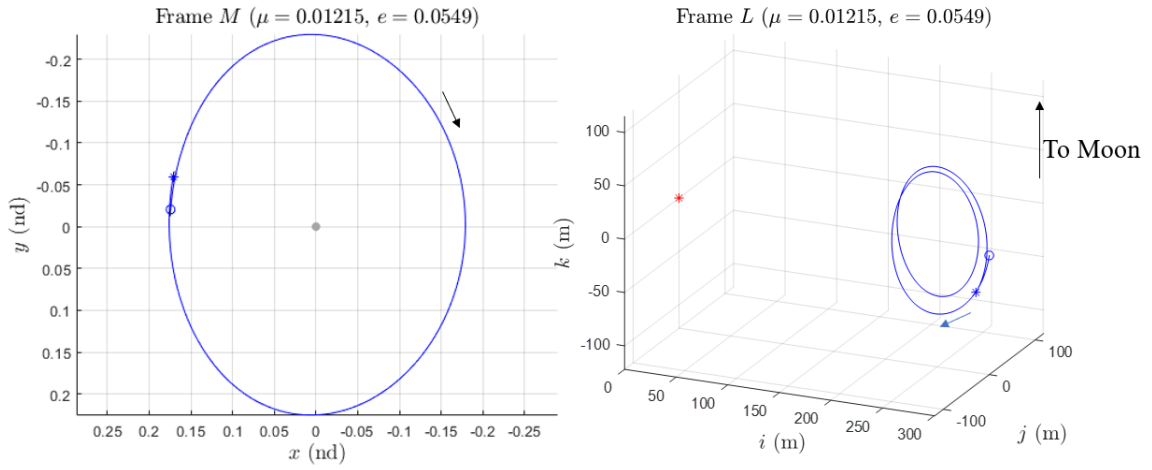 Frame M (μ = 0.01215, e = 0.0549)
-0.2
-0.15
-0.1
-0.05
0
0.05
0.1
0.15
0.2
y (nd)
0.25 0.2 0.15 0.1 0.05 0 -0.05 -0.1 -0.15 -0.2 -0.25
x (nd)
Frame L (μ = 0.01215, e = 0.0549)
To Moon
100
50
0
-50
-100
k (m)
0 50 100 150 200 250 300
i (m)
-100 0 100
j (m)